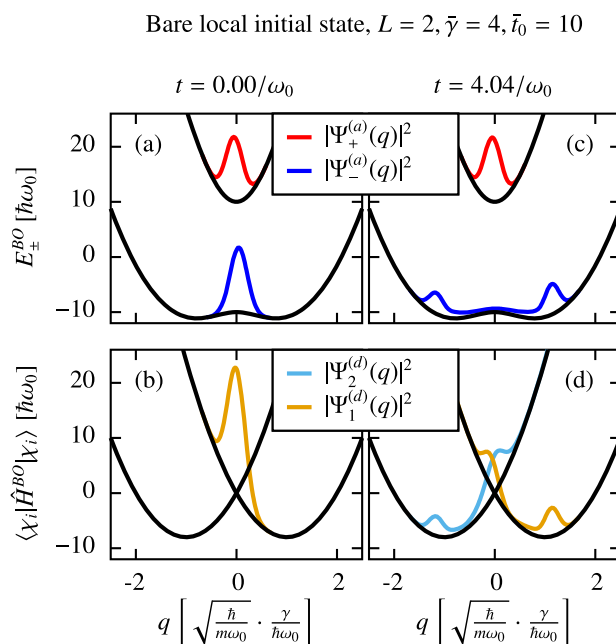 Bare local initial state, L = 2, γ̄ = 4, t̄₀ = 10
t = 0.00/ω₀
t = 4.04/ω₀
E±^BO [ħω₀]
20
10
0
−10
(a)
|Ψ₊^(a)(q)|²
|Ψ₋^(a)(q)|²
(c)
⟨χᵢ|Ĥ^BO|χᵢ⟩ [ħω₀]
20
10
0
−10
(b)
|Ψ₂^(d)(q)|²
|Ψ₁^(d)(q)|²
(d)
-2 0 2
-2 0 2
q [√(ħ/mω₀) · γ/ħω₀]
q [√(ħ/mω₀) · γ/ħω₀]